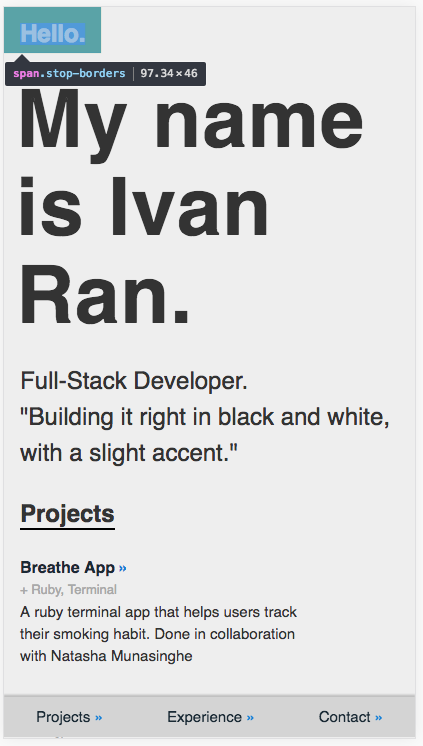 Hello.
span.stop-borders 97.34×46
My name
is Ivan
Ran.
Full-Stack Developer.
"Building it right in black and white,
with a slight accent."
Projects
Breathe App »
+ Ruby, Terminal
A ruby terminal app that helps users track
their smoking habit. Done in collaboration
with Natasha Munasinghe
Projects » Experience » Contact »